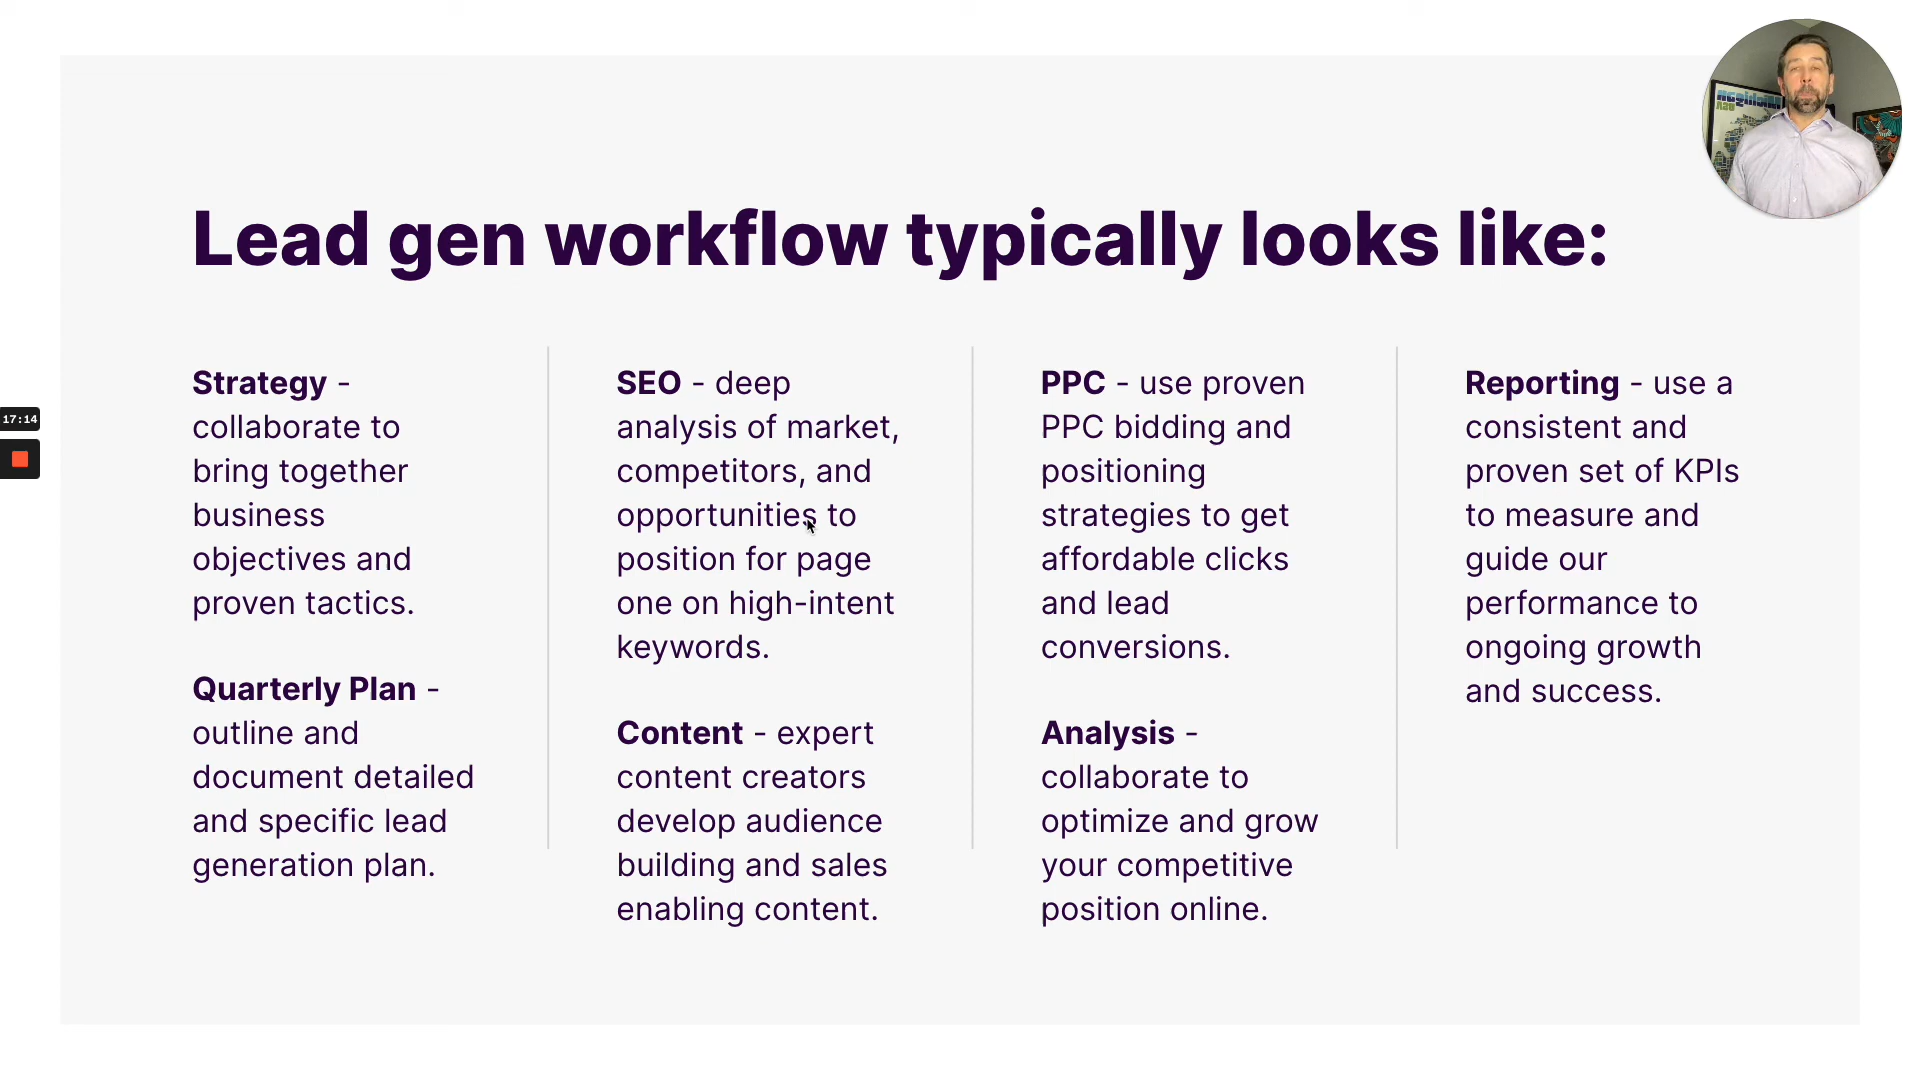 Lead gen workflow typically looks like:
Strategy -
collaborate to
bring together
business
objectives and
proven tactics.
Quarterly Plan -
outline and
document detailed
and specific lead
generation plan.
SEO - deep
analysis of market,
competitors, and
opportunities to
position for page
one on high-intent
keywords.
Content - expert
content creators
develop audience
building and sales
enabling content.
PPC - use proven
PPC bidding and
positioning
strategies to get
affordable clicks
and lead
conversions.
Analysis -
collaborate to
optimize and grow
your competitive
position online.
Reporting - use a
consistent and
proven set of KPIs
to measure and
guide our
performance to
ongoing growth
and success.
17:14